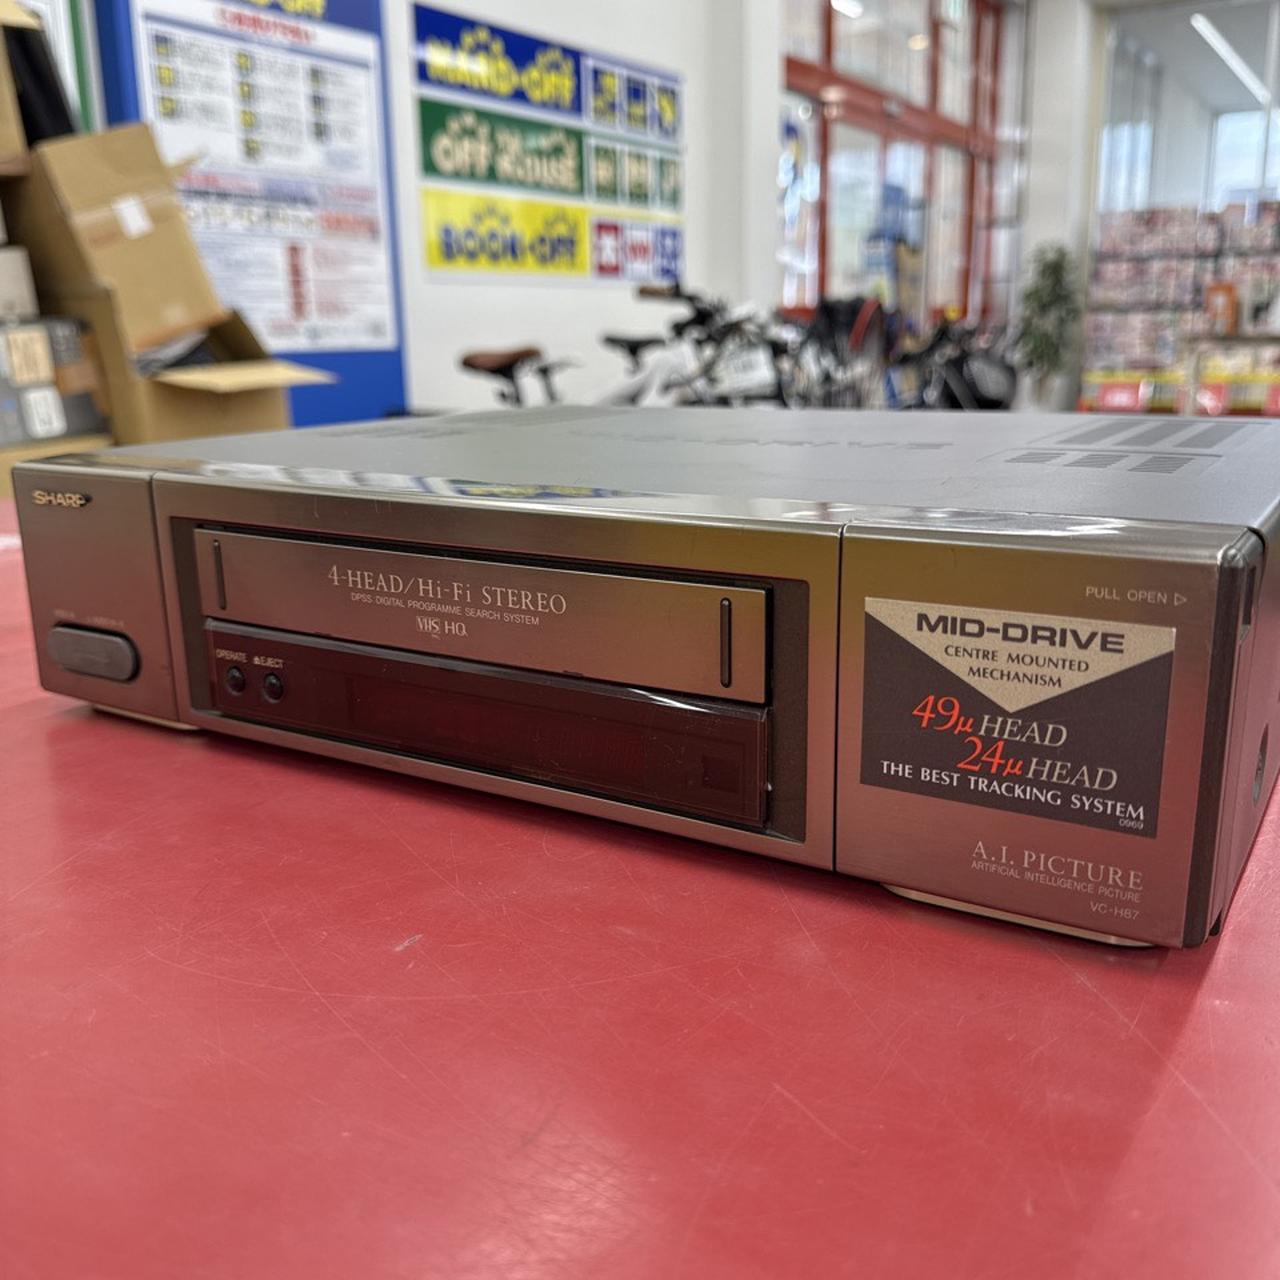 HARD-OFF
OFF HOUSE
BOOK-OFF
SHARP
4-HEAD/Hi-Fi STEREO
DPSS DIGITAL PROGRAMME SEARCH SYSTEM
VHS HQ
OPERATE ⏏EJECT
PULL OPEN ▷
MID-DRIVE
CENTRE MOUNTED
MECHANISM
49μ HEAD
24μ HEAD
THE BEST TRACKING SYSTEM
0969
A.I. PICTURE
ARTIFICIAL INTELLIGENCE PICTURE
VC-H87